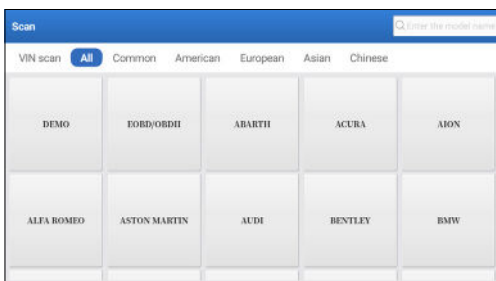 Scan
Enter the model name
VIN scan All Common American European Asian Chinese
DEMO EOBD/OBDII ABARTH ACURA AION
ALFA ROMEO ASTON MARTIN AUDI BENTLEY BMW